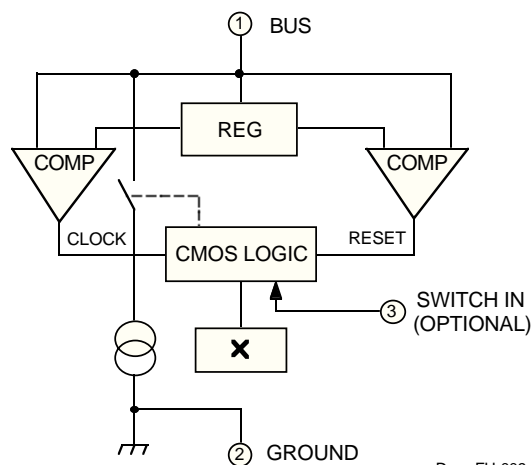 1 BUS
REG
COMP
COMP
CLOCK
RESET
CMOS LOGIC
3 SWITCH IN
(OPTIONAL)
X
2 GROUND